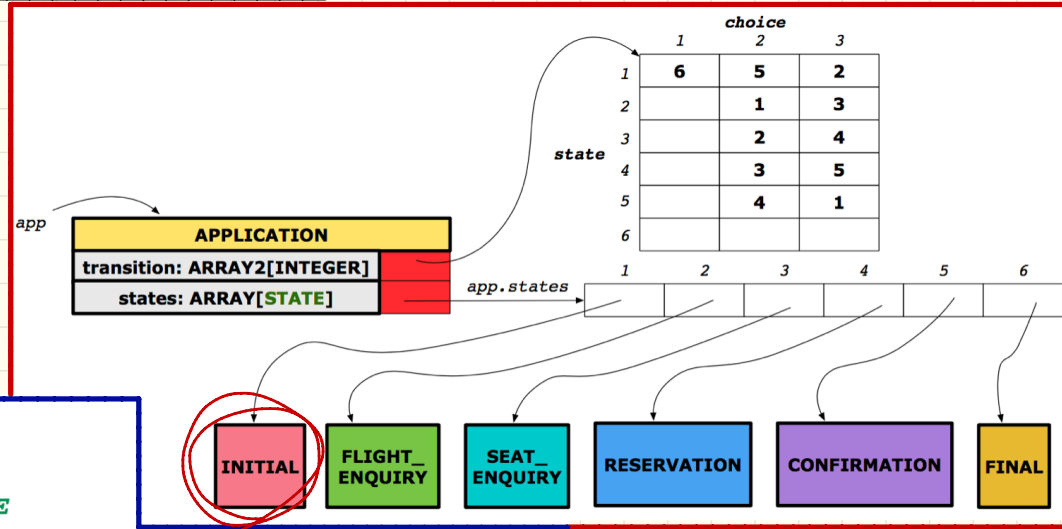 choice
1 2 3
1 6 5 2
2 1 3
3 2 4
state
4 3 5
5 4 1
6
app
APPLICATION
transition: ARRAY2[INTEGER]
states: ARRAY[STATE]
app.states
1 2 3 4 5 6
INITIAL
FLIGHT_
ENQUIRY
SEAT_
ENQUIRY
RESERVATION
CONFIRMATION
FINAL
E